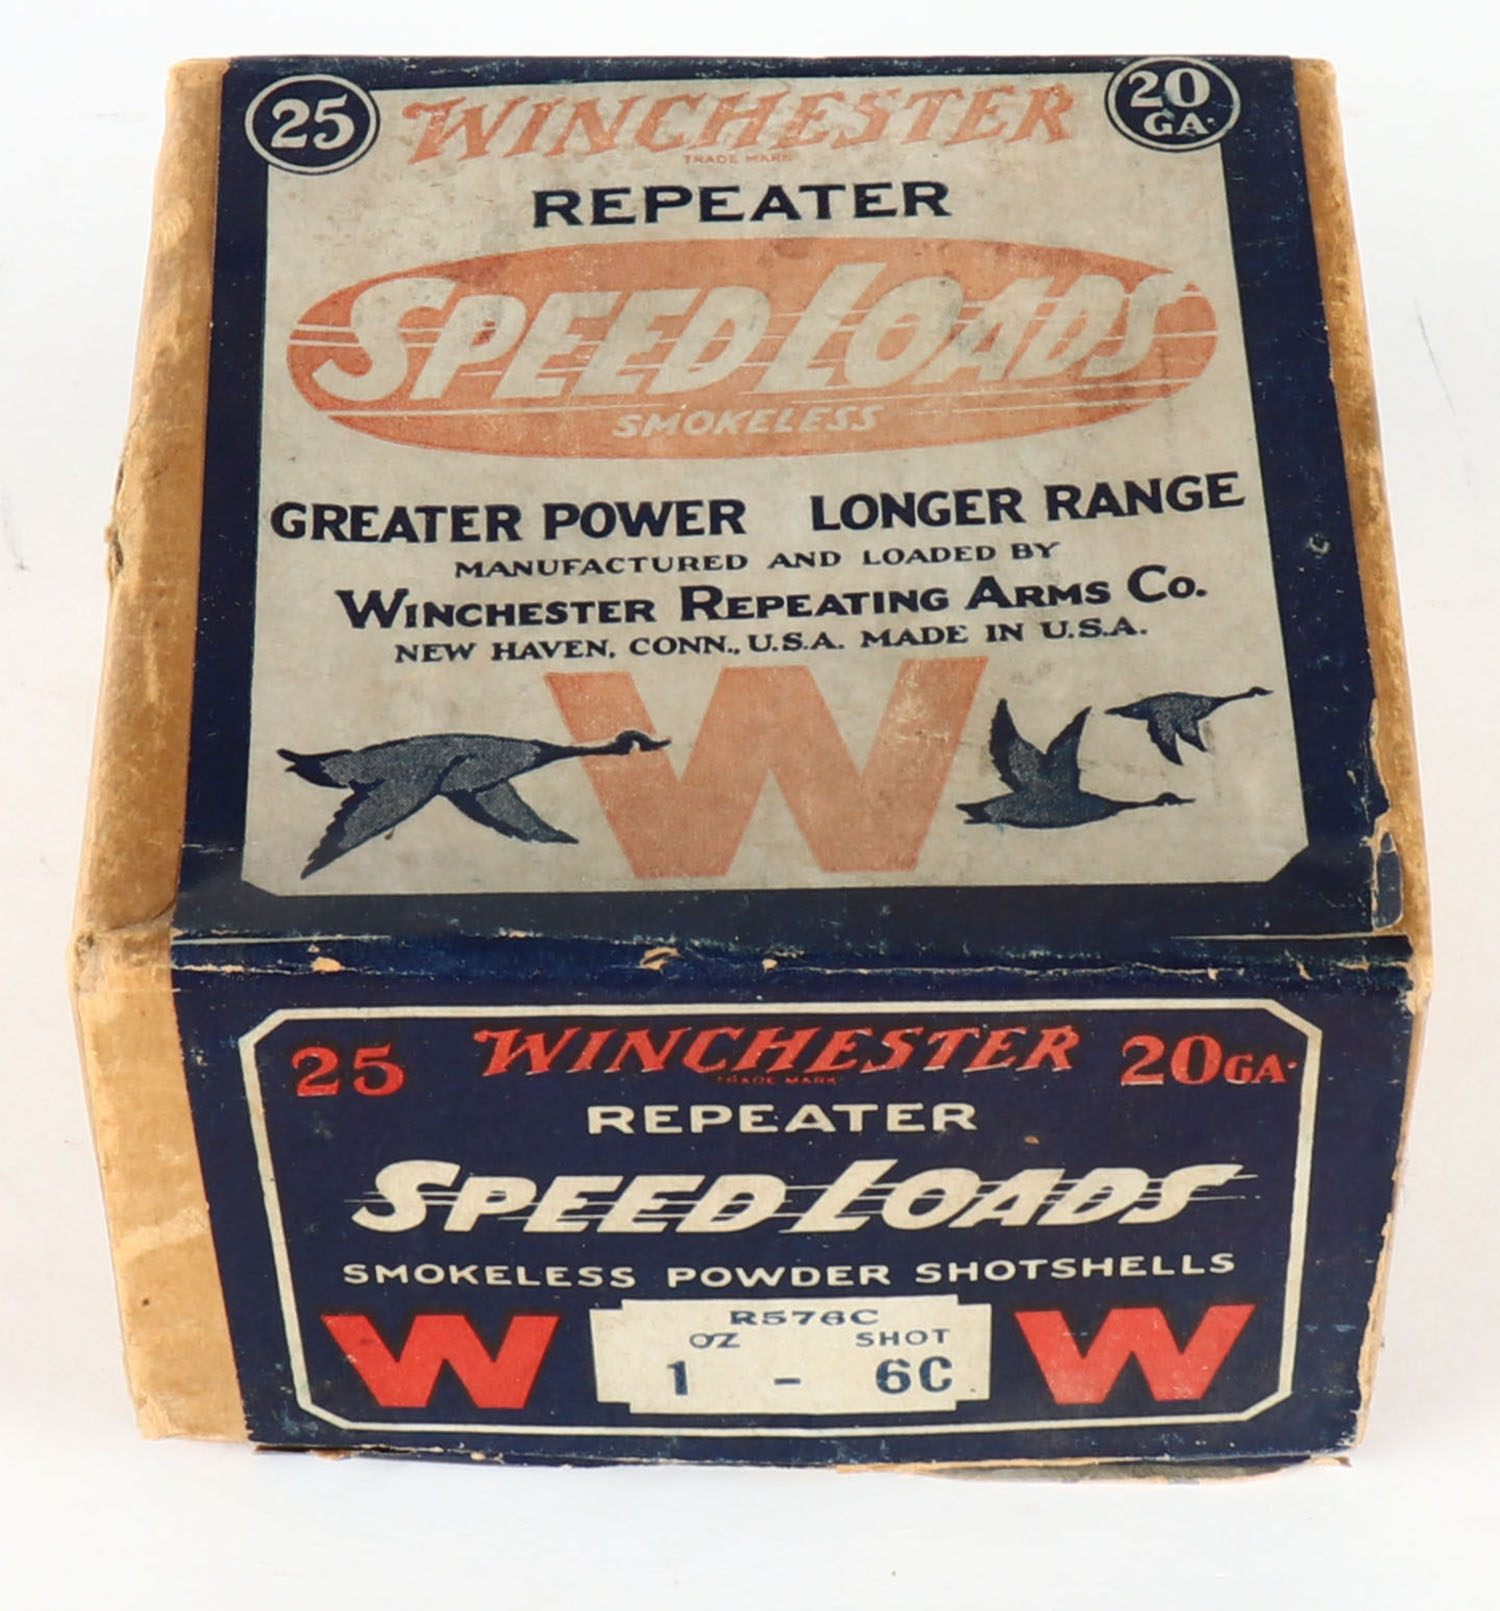 25 WINCHESTER 20 GA.
TRADE MARK
REPEATER
SPEED LOADS
SMOKELESS
GREATER POWER LONGER RANGE
MANUFACTURED AND LOADED BY
WINCHESTER REPEATING ARMS CO.
NEW HAVEN, CONN., U.S.A. MADE IN U.S.A.
W
25 WINCHESTER 20 GA.
TRADE MARK
REPEATER
SPEED LOADS
SMOKELESS POWDER SHOTSHELLS
W R576C W
OZ SHOT
1 - 6C